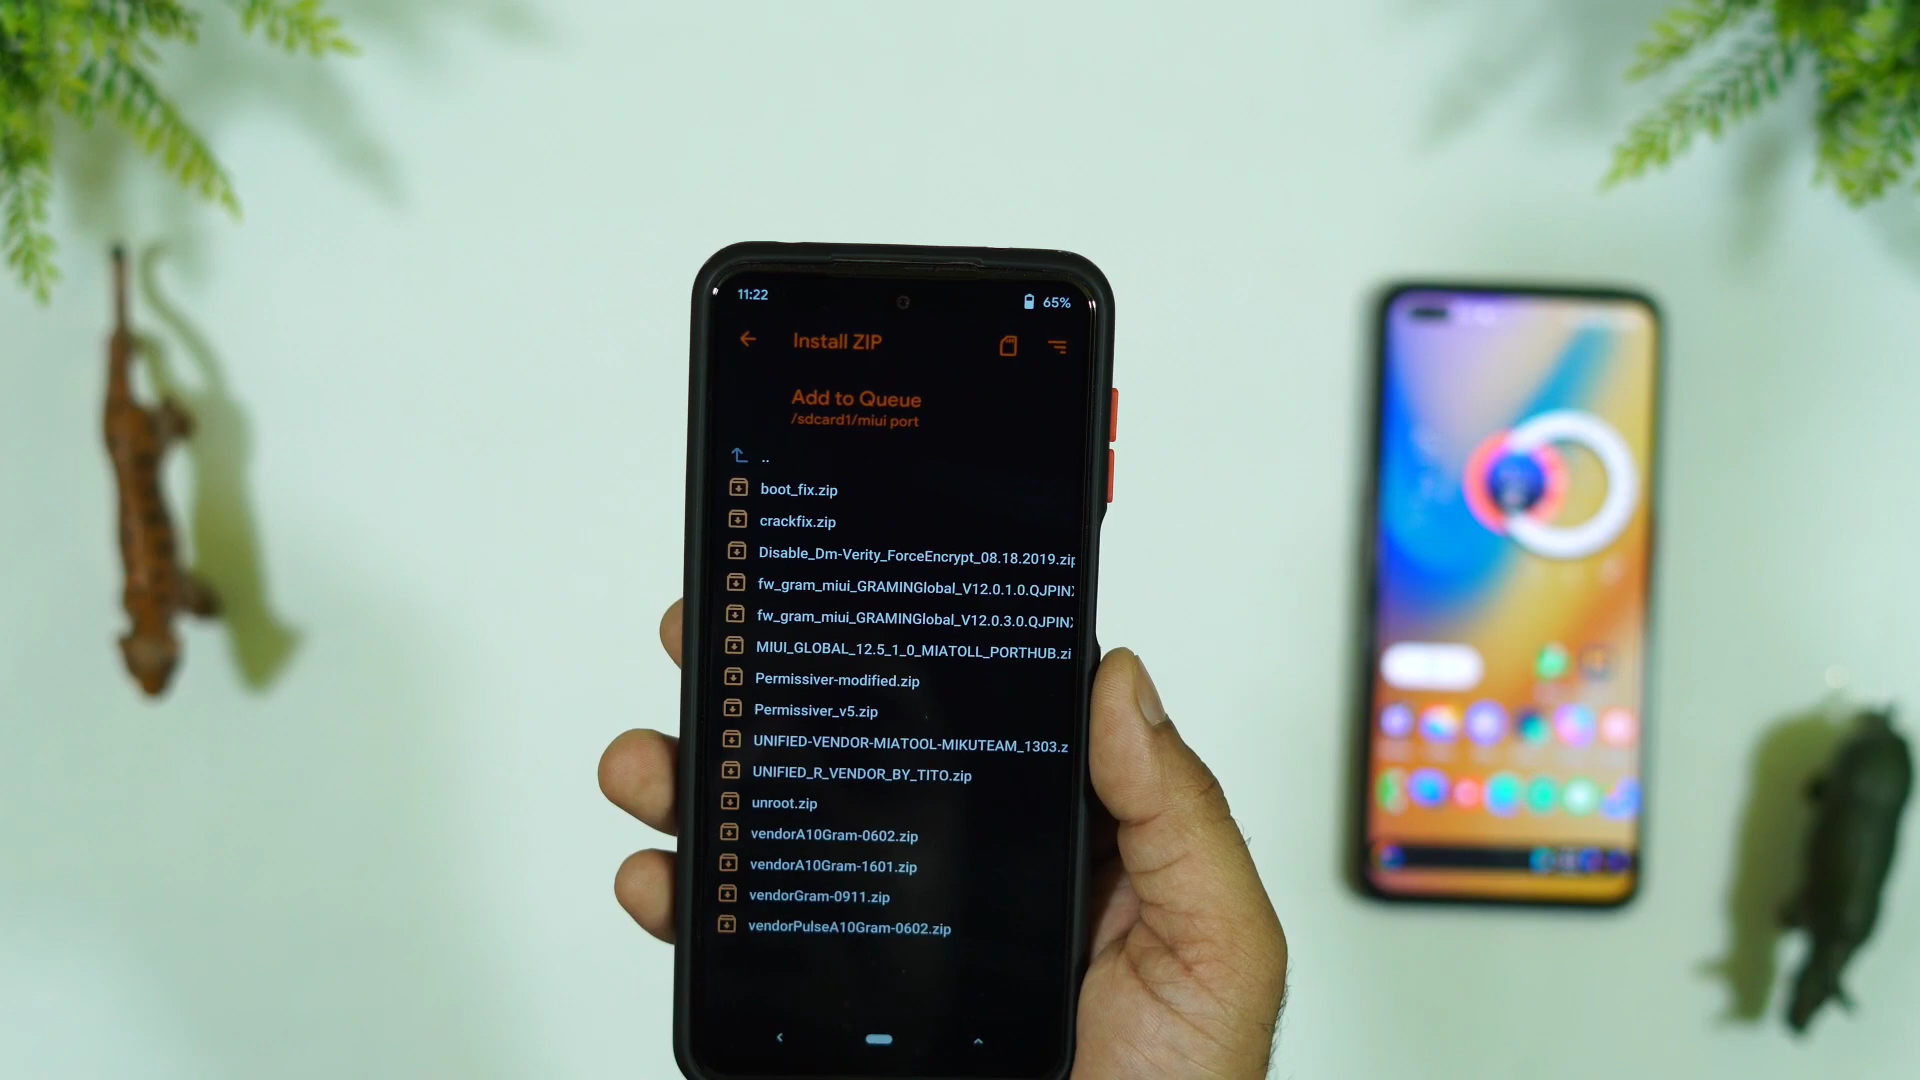 11:22
65%
Install ZIP
Add to Queue
/sdcard1/miui port
..
boot_fix.zip
crackfix.zip
Disable_Dm-Verity_ForceEncrypt_08.18.2019.zip
fw_gram_miui_GRAMINGlobal_V12.0.1.0.QJPIN
fw_gram_miui_GRAMINGlobal_V12.0.3.0.QJPIN
MIUI_GLOBAL_12.5_1_0_MIATOLL_PORTHUB.zi
Permissiver-modified.zip
Permissiver_v5.zip
UNIFIED-VENDOR-MIATOOL-MIKUTEAM_1303.z
UNIFIED_R_VENDOR_BY_TITO.zip
unroot.zip
vendorA10Gram-0602.zip
vendorA10Gram-1601.zip
vendorGram-0911.zip
vendorPulseA10Gram-0602.zip